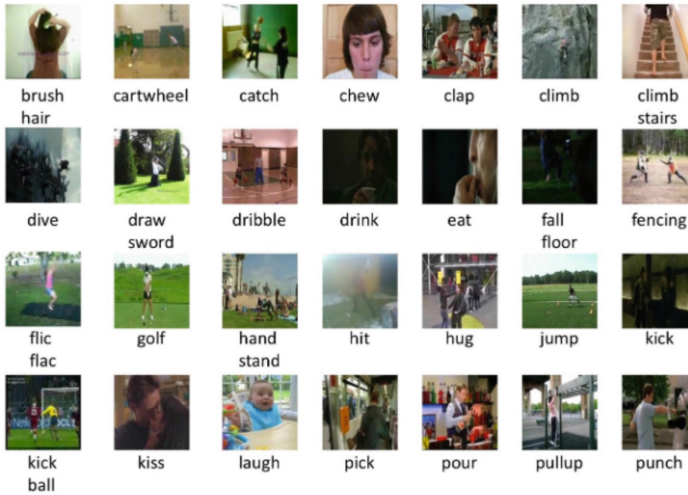 brush hair
cartwheel
catch
chew
clap
climb
climb stairs
dive
draw sword
dribble
drink
eat
fall floor
fencing
flic flac
golf
hand stand
hit
hug
jump
kick
kick ball
kiss
laugh
pick
pour
pullup
punch